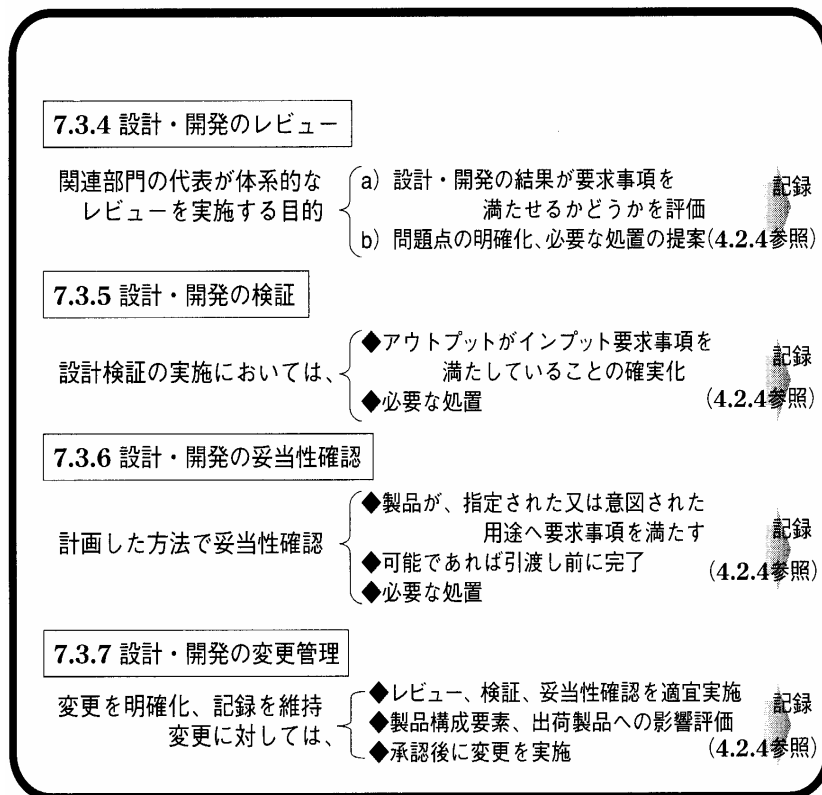 7.3.4 設計・開発のレビュー
関連部門の代表が体系的な
レビューを実施する目的
a) 設計・開発の結果が要求事項を
満たせるかどうかを評価
b) 問題点の明確化、必要な処置の提案
記録
(4.2.4参照)
7.3.5 設計・開発の検証
設計検証の実施においては、
◆アウトプットがインプット要求事項を
満たしていることの確実化
◆必要な処置
記録
(4.2.4参照)
7.3.6 設計・開発の妥当性確認
計画した方法で妥当性確認
◆製品が、指定された又は意図された
用途へ要求事項を満たす
◆可能であれば引渡し前に完了
◆必要な処置
記録
(4.2.4参照)
7.3.7 設計・開発の変更管理
変更を明確化、記録を維持
変更に対しては、
◆レビュー、検証、妥当性確認を適宜実施
◆製品構成要素、出荷製品への影響評価
◆承認後に変更を実施
記録
(4.2.4参照)